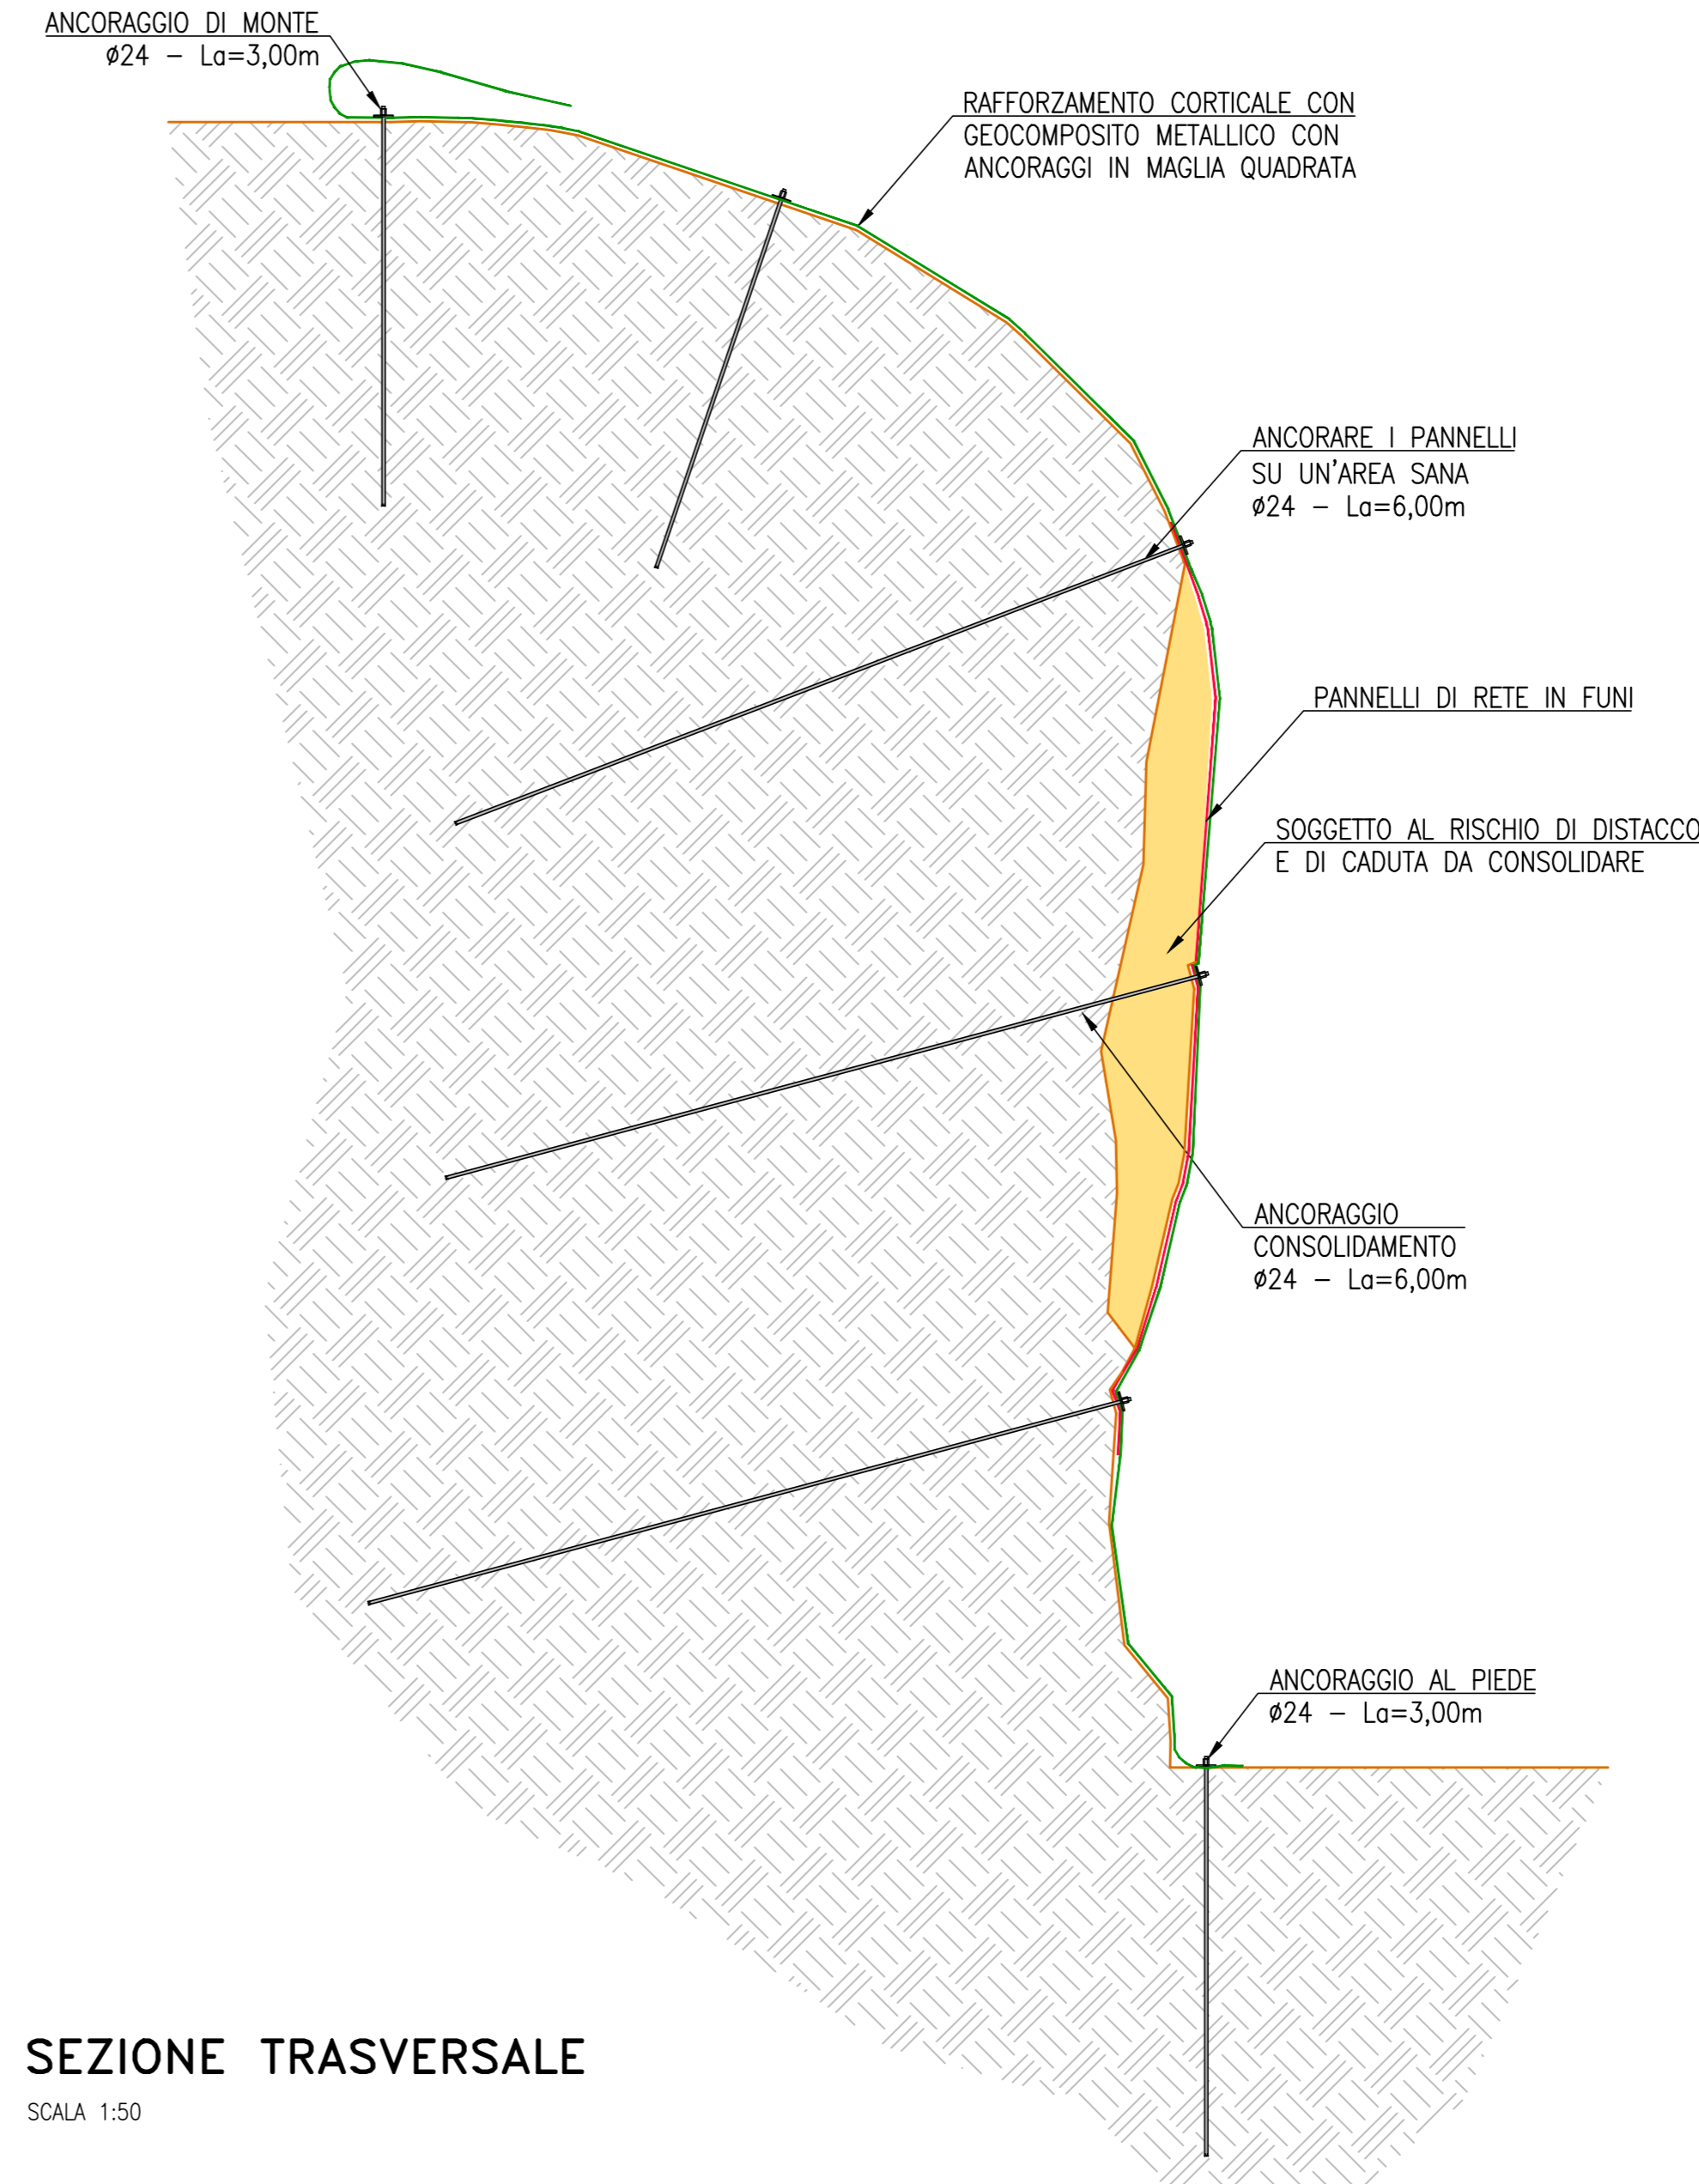 ANCORAGGIO DI MONTE
ø24 – La=3,00m
RAFFORZAMENTO CORTICALE CON
GEOCOMPOSITO METALLICO CON
ANCORAGGI IN MAGLIA QUADRATA
ANCORARE I PANNELLI
SU UN'AREA SANA
ø24 – La=6,00m
PANNELLI DI RETE IN FUNI
SOGGETTO AL RISCHIO DI DISTACCO
E DI CADUTA DA CONSOLIDARE
ANCORAGGIO
CONSOLIDAMENTO
ø24 – La=6,00m
ANCORAGGIO AL PIEDE
ø24 – La=3,00m
SEZIONE TRASVERSALE
SCALA 1:50